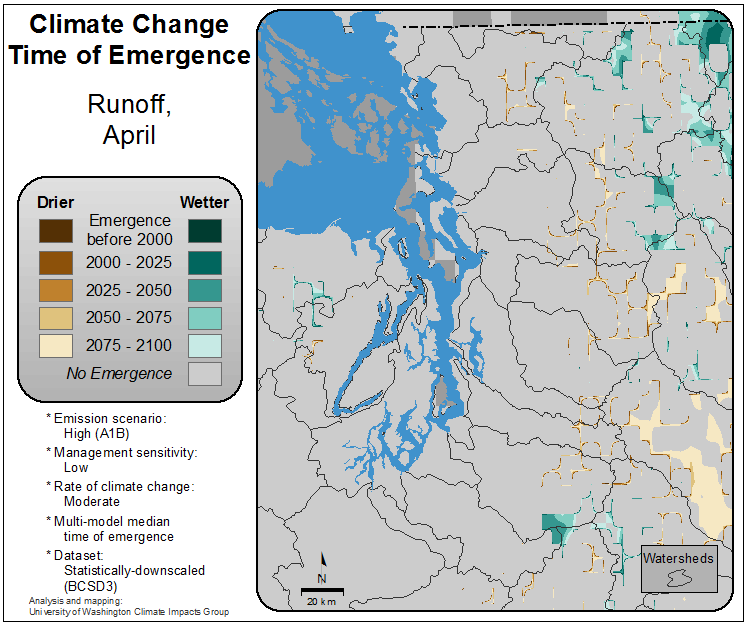 Climate Change
Time of Emergence
Runoff,
April
Drier
Wetter
Emergence
before 2000
2000 - 2025
2025 - 2050
2050 - 2075
2075 - 2100
No Emergence
* Emission scenario:
High (A1B)
* Management sensitivity:
Low
* Rate of climate change:
Moderate
* Multi-model median
time of emergence
* Dataset:
Statistically-downscaled
(BCSD3)
Analysis and mapping:
University of Washington Climate Impacts Group
N
20 km
Watersheds